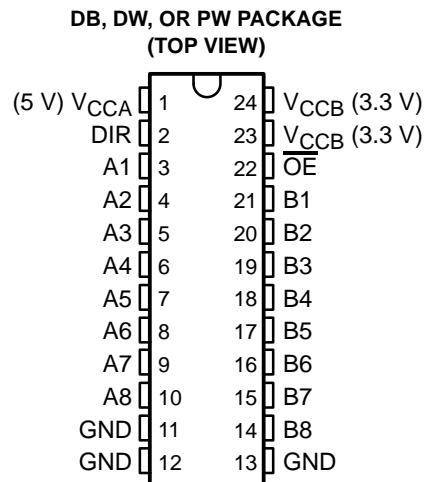 DB, DW, OR PW PACKAGE
(TOP VIEW)
(5 V) VCCA 1 24 VCCB (3.3 V)
DIR 2 23 VCCB (3.3 V)
A1 3 22 OE
A2 4 21 B1
A3 5 20 B2
A4 6 19 B3
A5 7 18 B4
A6 8 17 B5
A7 9 16 B6
A8 10 15 B7
GND 11 14 B8
GND 12 13 GND